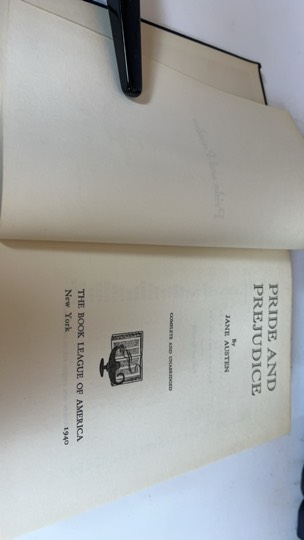 PRIDE AND
PREJUDICE
By
JANE AUSTEN
COMPLETE AND UNABRIDGED
THE BOOK LEAGUE OF AMERICA
New York 1940